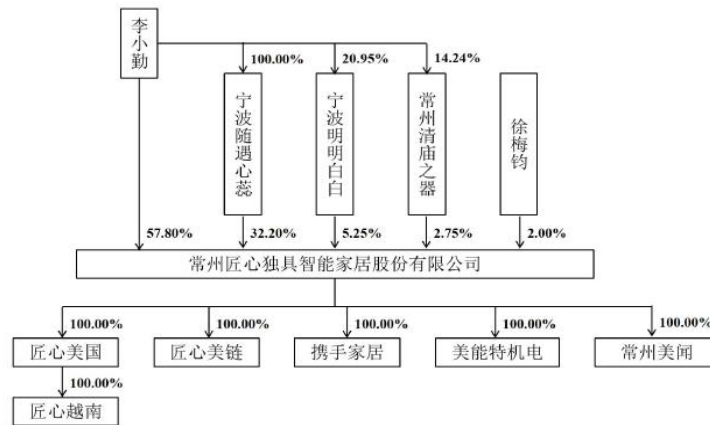 李小勤
100.00%
20.95%
14.24%
宁波随遇心蕊
宁波明明白白
常州清庙之器
徐梅钧
57.80%
32.20%
5.25%
2.75%
2.00%
常州匠心独具智能家居股份有限公司
100.00%
100.00%
100.00%
100.00%
100.00%
匠心美国
匠心美链
携手家居
美能特机电
常州美闻
100.00%
匠心越南